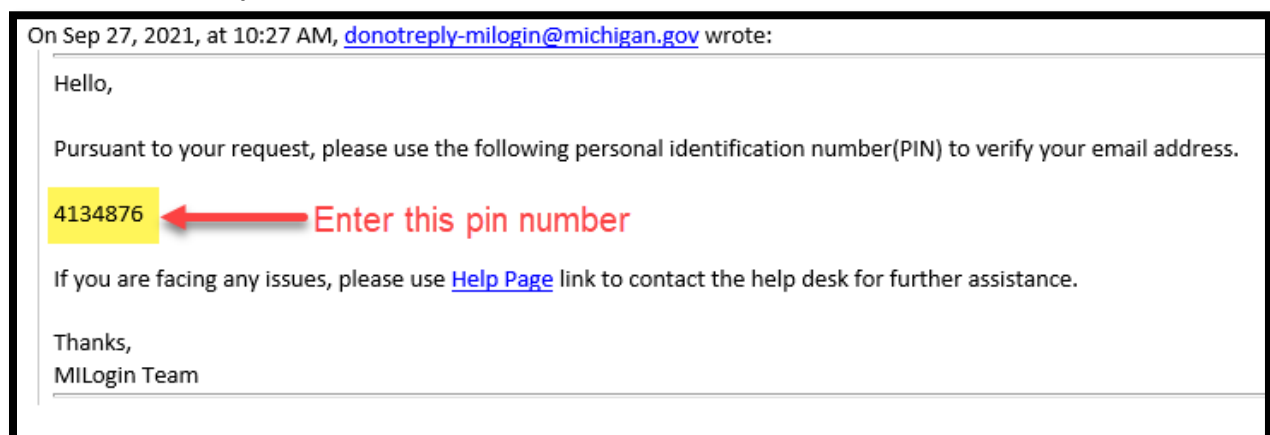 On Sep 27, 2021, at 10:27 AM, donotreply-milogin@michigan.gov wrote:
Hello,
Pursuant to your request, please use the following personal identification number(PIN) to verify your email address.
4134876 Enter this pin number
If you are facing any issues, please use Help Page link to contact the help desk for further assistance.
Thanks,
MILogin Team